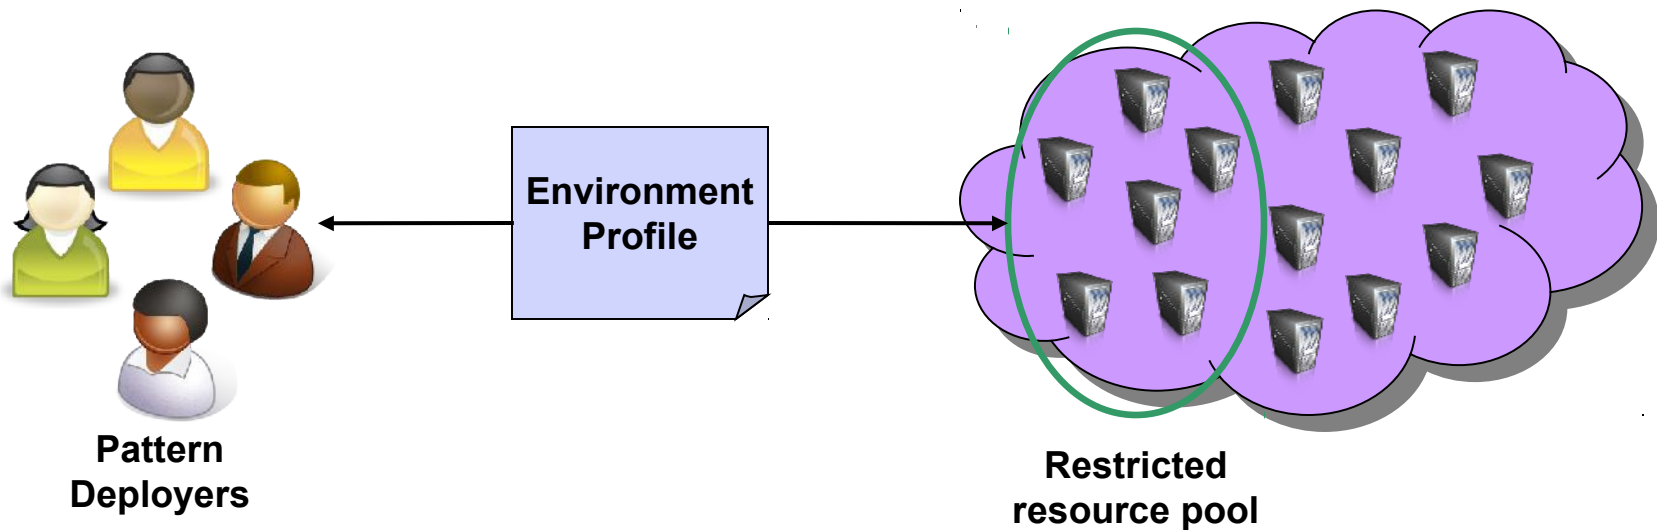 Environment
Profile
Pattern
Deployers
Restricted
resource pool